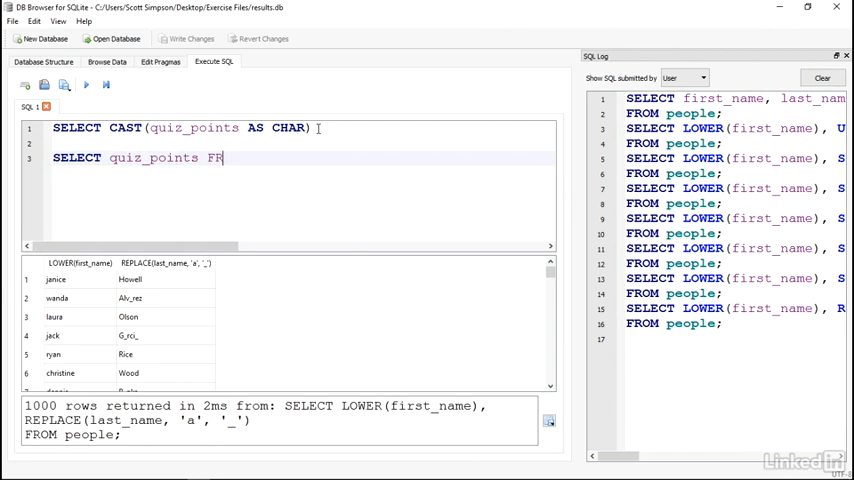 DB Browser for SQLite - C:/Users/Scott Simpson/Desktop/Exercise Files/results.db
File Edit View Help
New Database Open Database Write Changes Revert Changes
Database Structure Browse Data Edit Pragmas Execute SQL
SQL 1
1 SELECT CAST(quiz_points AS CHAR)
2
3 SELECT quiz_points FR
LOWER(first_name) REPLACE(last_name, 'a', '_')
1 janice Howell
2 wanda Alv_rez
3 laura Olson
4 jack G_rci_
5 ryan Rice
6 christine Wood
1000 rows returned in 2ms from: SELECT LOWER(first_name),
REPLACE(last_name, 'a', '_')
FROM people;
SQL Log
Show SQL submitted by User Clear
1 SELECT first_name, last_nam
2 FROM people;
3 SELECT LOWER(first_name), U
4 FROM people;
5 SELECT LOWER(first_name), S
6 FROM people;
7 SELECT LOWER(first_name), S
8 FROM people;
9 SELECT LOWER(first_name), S
10 FROM people;
11 SELECT LOWER(first_name), S
12 FROM people;
13 SELECT LOWER(first_name), S
14 FROM people;
15 SELECT LOWER(first_name), R
16 FROM people;
17
LinkedIn
UTF-8